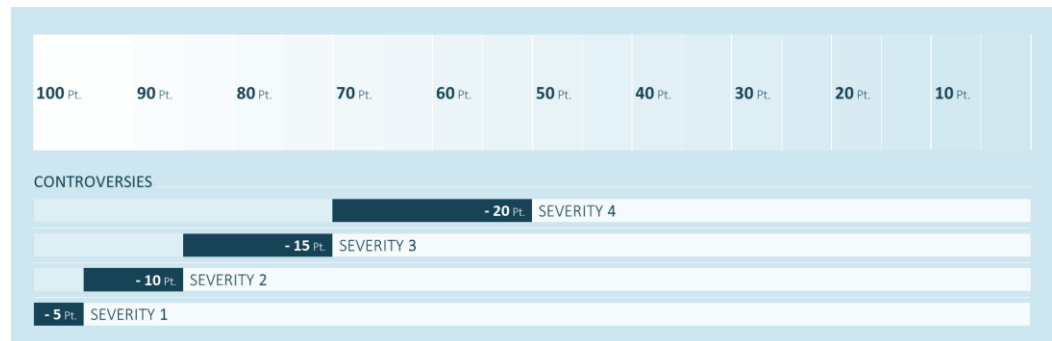 100 Pt. 90 Pt. 80 Pt. 70 Pt. 60 Pt. 50 Pt. 40 Pt. 30 Pt. 20 Pt. 10 Pt.
CONTROVERSIES
- 20 Pt. SEVERITY 4
- 15 Pt. SEVERITY 3
- 10 Pt. SEVERITY 2
- 5 Pt. SEVERITY 1